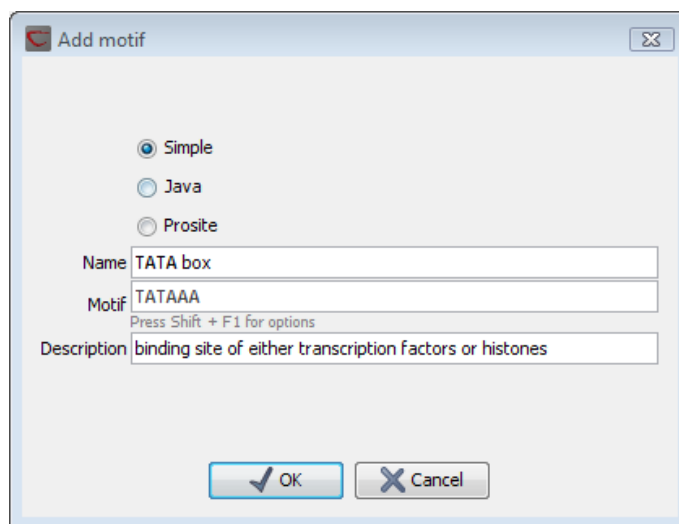 Add motif
Simple
Java
Prosite
Name TATA box
Motif TATAAA
Press Shift + F1 for options
Description binding site of either transcription factors or histones
OK Cancel